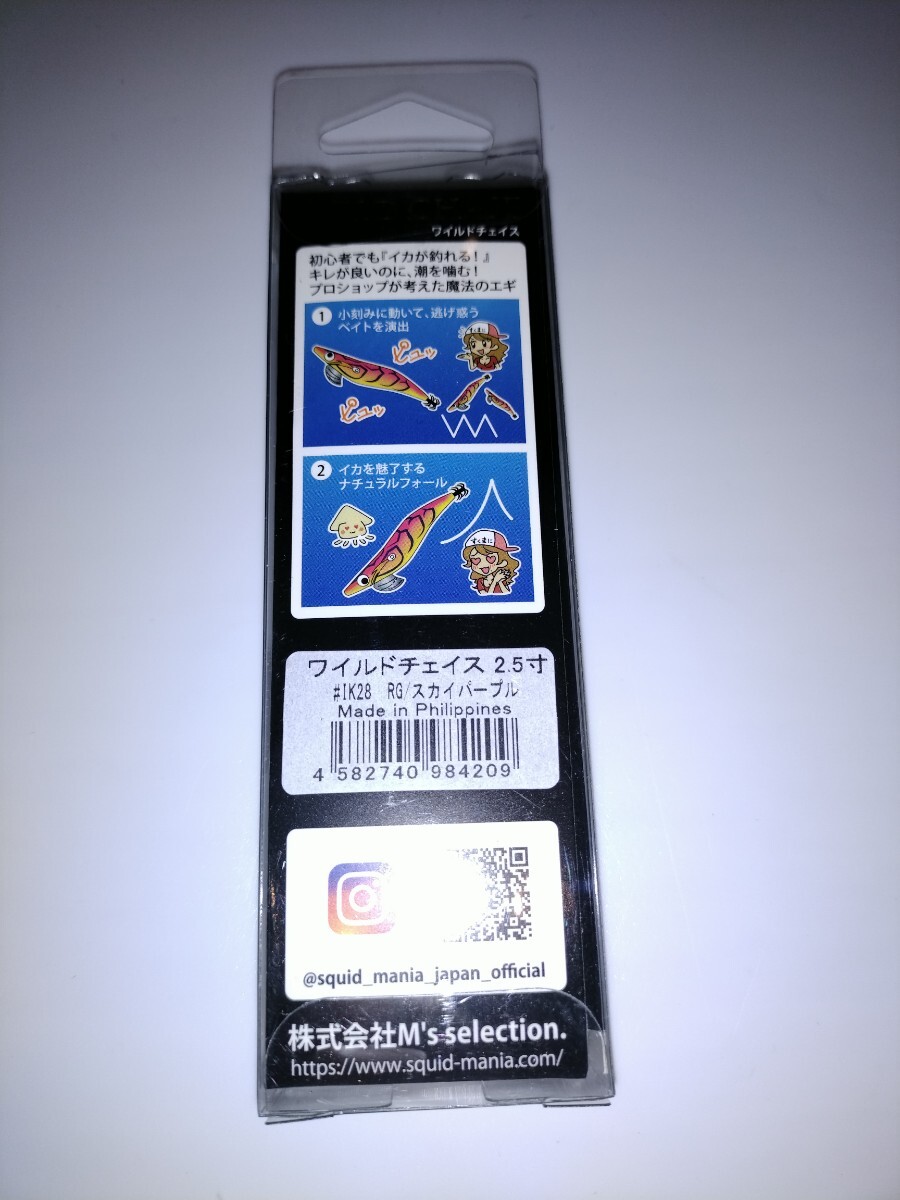 ワイルドチェイス
初心者でも『イカが釣れる！』
キレが良いのに、潮を噛む！
プロショップが考えた魔法のエギ
1 小刻みに動いて、逃げ惑う
ベイトを演出
ピュッ
ピュッ
2 イカを魅了する
ナチュラルフォール
すくまに
ワイルドチェイス 2.5寸
#IK28 RG/スカイパープル
Made in Philippines
4 582740 984209
@squid_mania_japan_official
株式会社M's selection.
https://www.squid-mania.com/